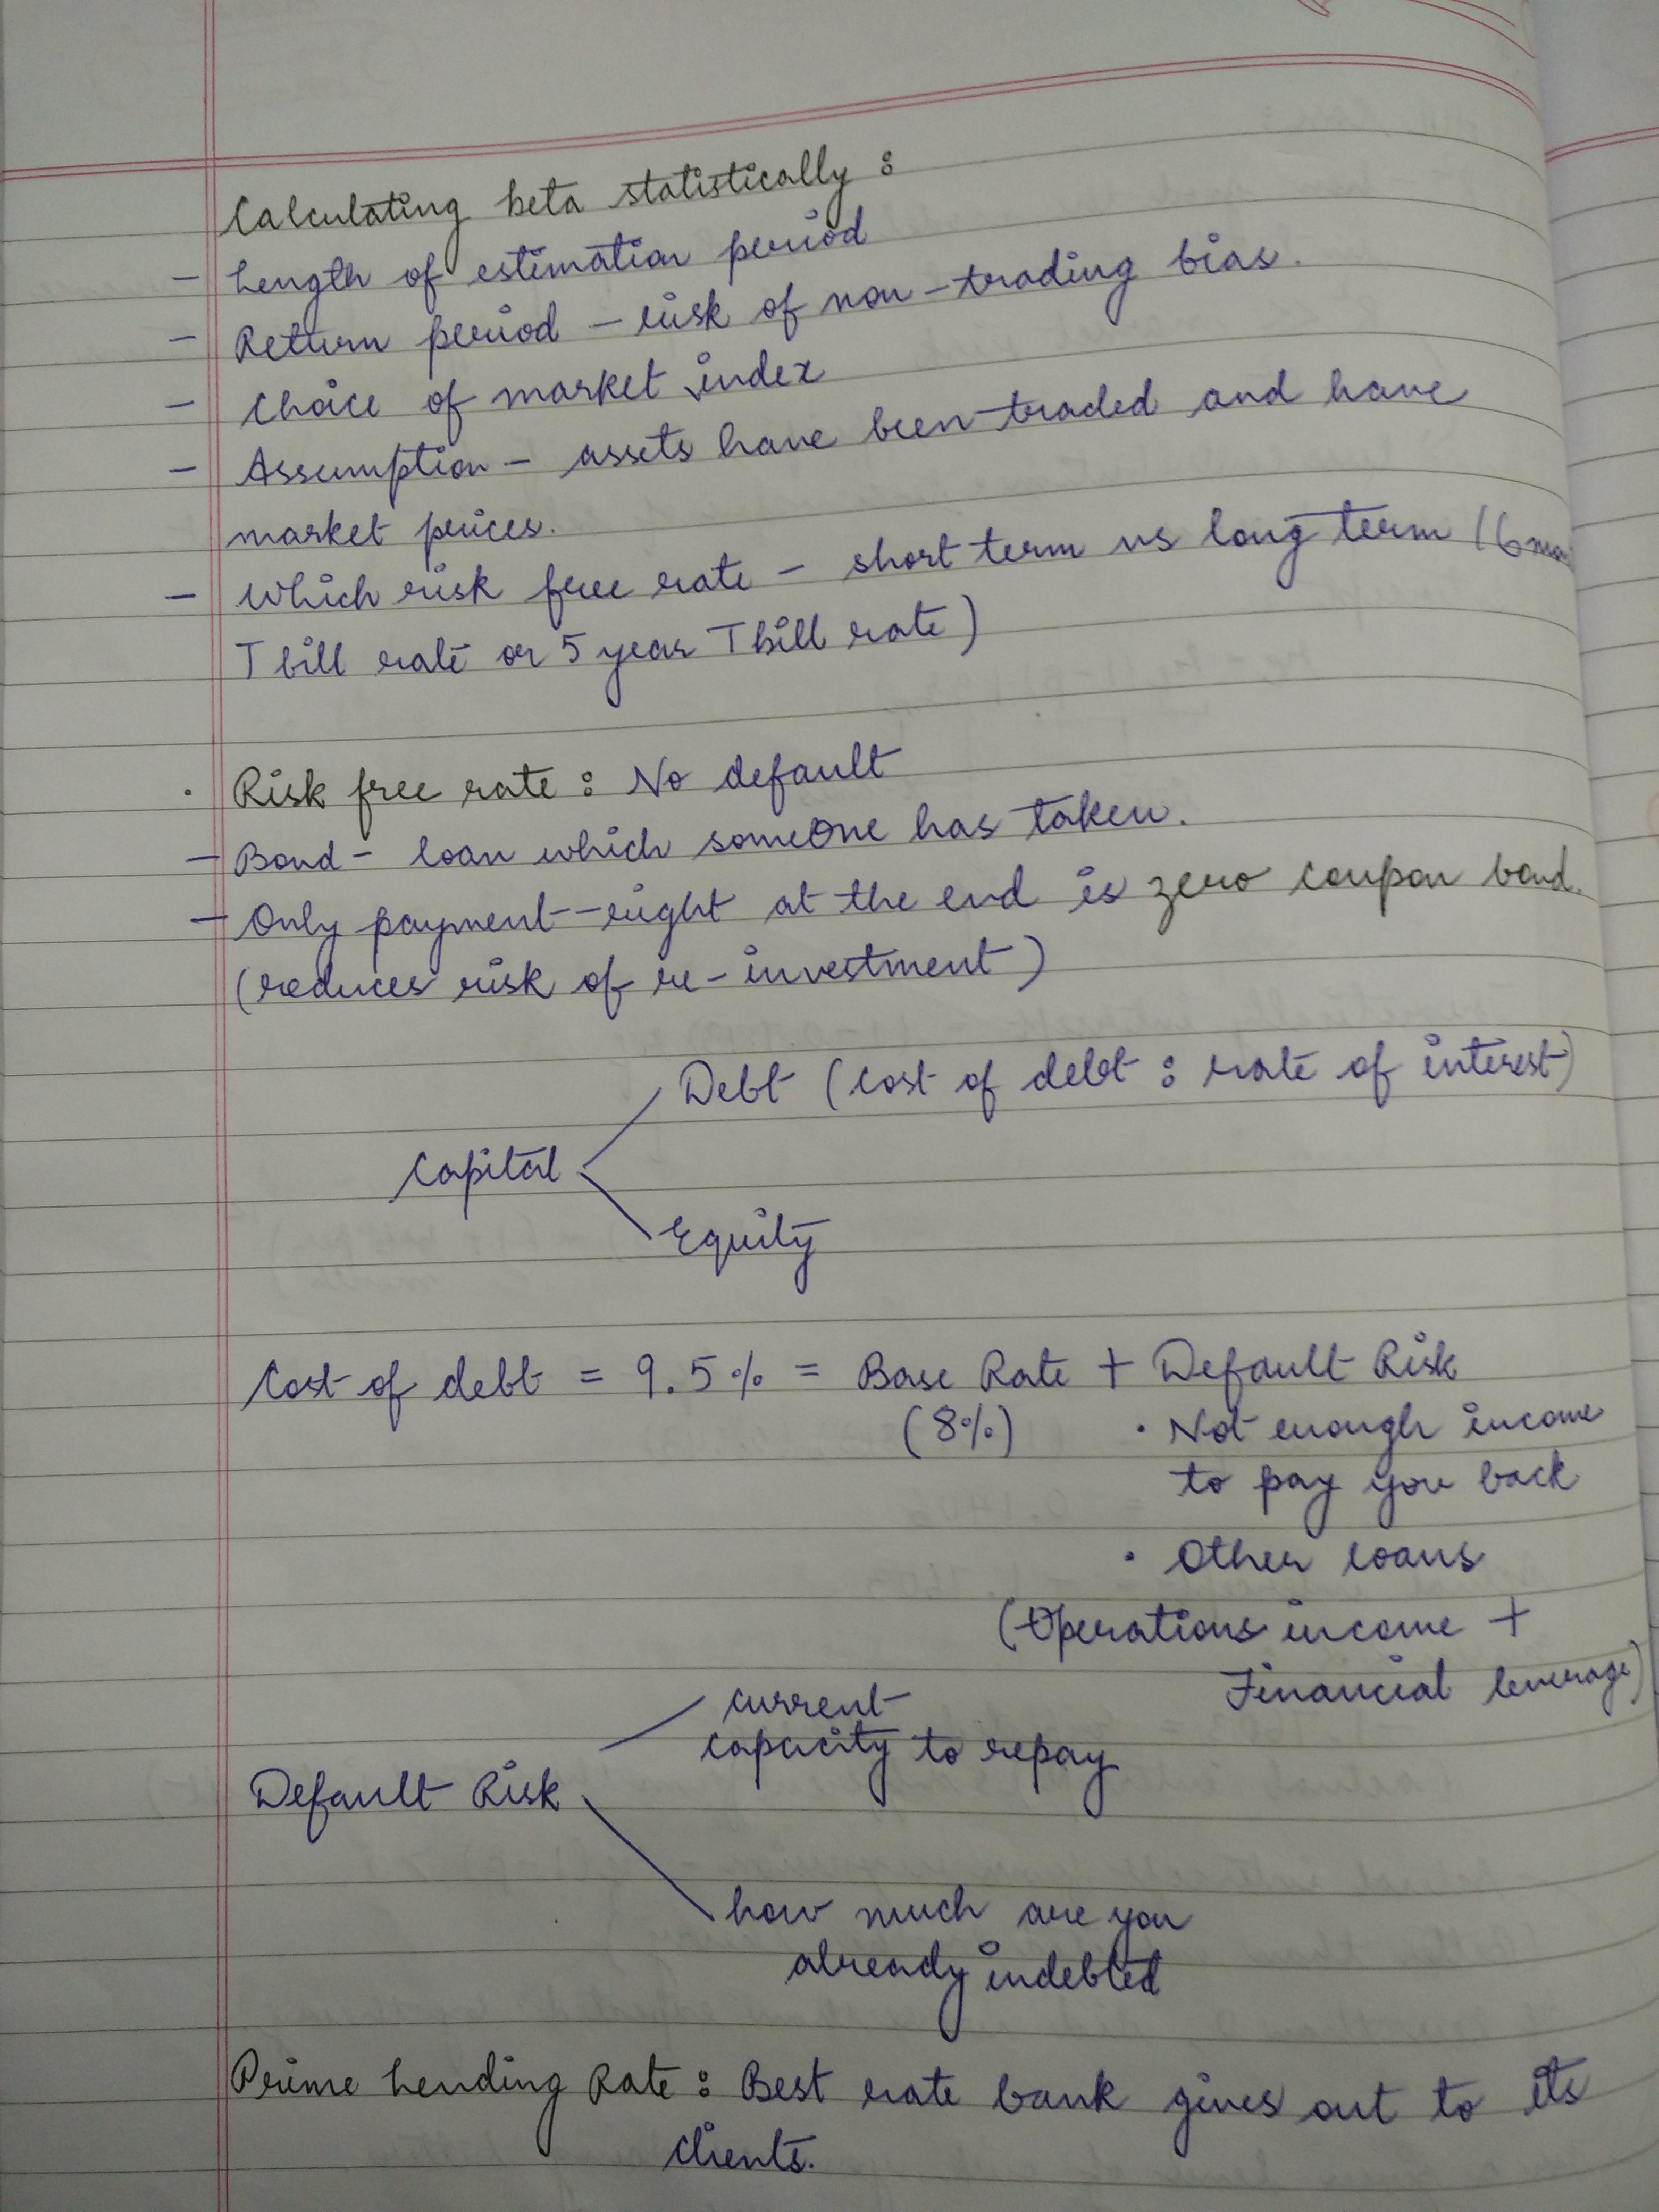 Calculating beta statistically :
- Length of estimation period
- Return period - risk of non-trading bias.
- Choice of market index
- Assumption - assets have been traded and have
market prices.
- Which risk free rate - short term vs long term (6
T bill rate or 5 year T bill rate)
· Risk free rate : No default
- Bond - loan which someone has taken.
- Only payment - right at the end is zero coupon bond.
(reduces risk of re-investment)
Debt (cost of debt : rate of interest)
Capital
Equity
Cost of debt = 9.5% = Base Rate + Default Risk
(8%) · Not enough income
to pay you back
· Other loans
(Operations income +
Financial leverage)
current
capacity to repay
Default Risk
how much are you
already indebted
Prime Lending Rate : Best rate bank gives out to its
clients.